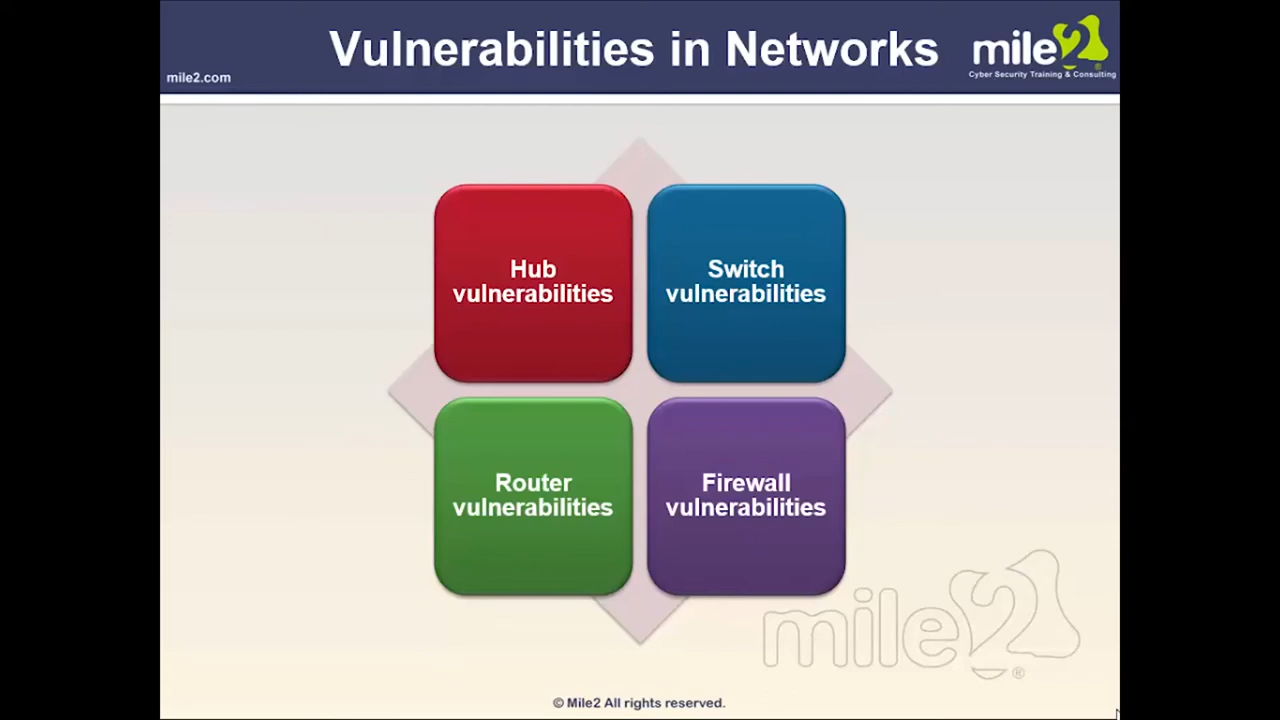 Vulnerabilities in Networks
mile2
mile2.com
Cyber Security Training & Consulting
Hub
vulnerabilities
Switch
vulnerabilities
Router
vulnerabilities
Firewall
vulnerabilities
mile2®
© Mile2 All rights reserved.